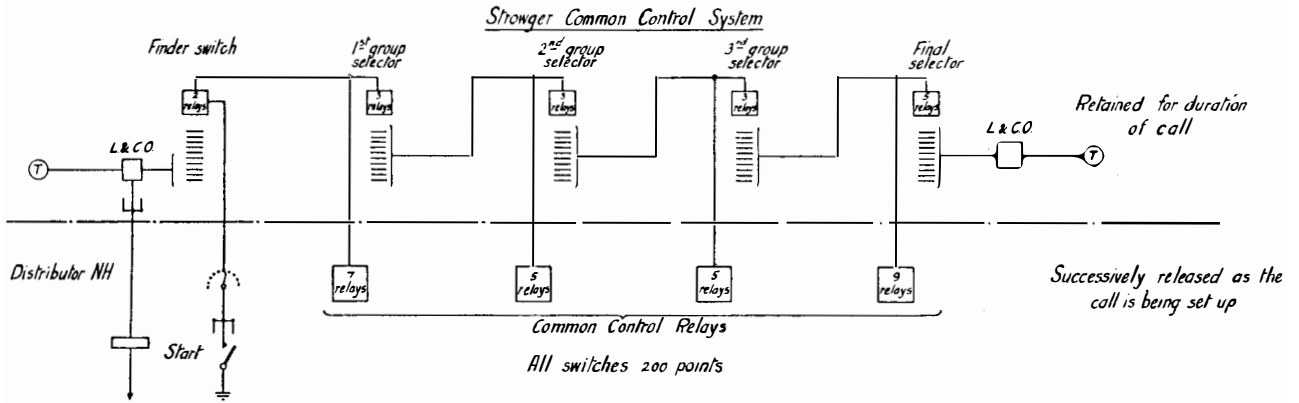 Strowger Common Control System
Finder switch
1st group
selector
2nd group
selector
3nd group
selector
Final
selector
2
relays
3
relays
3
relays
3
relays
5
relays
Retained for duration
of call
L & C.O.
L & C.O.
T
T
Distributor NH
7
relays
5
relays
5
relays
9
relays
Successively released as the
call is being set up
Common Control Relays
Start
All switches 200 points